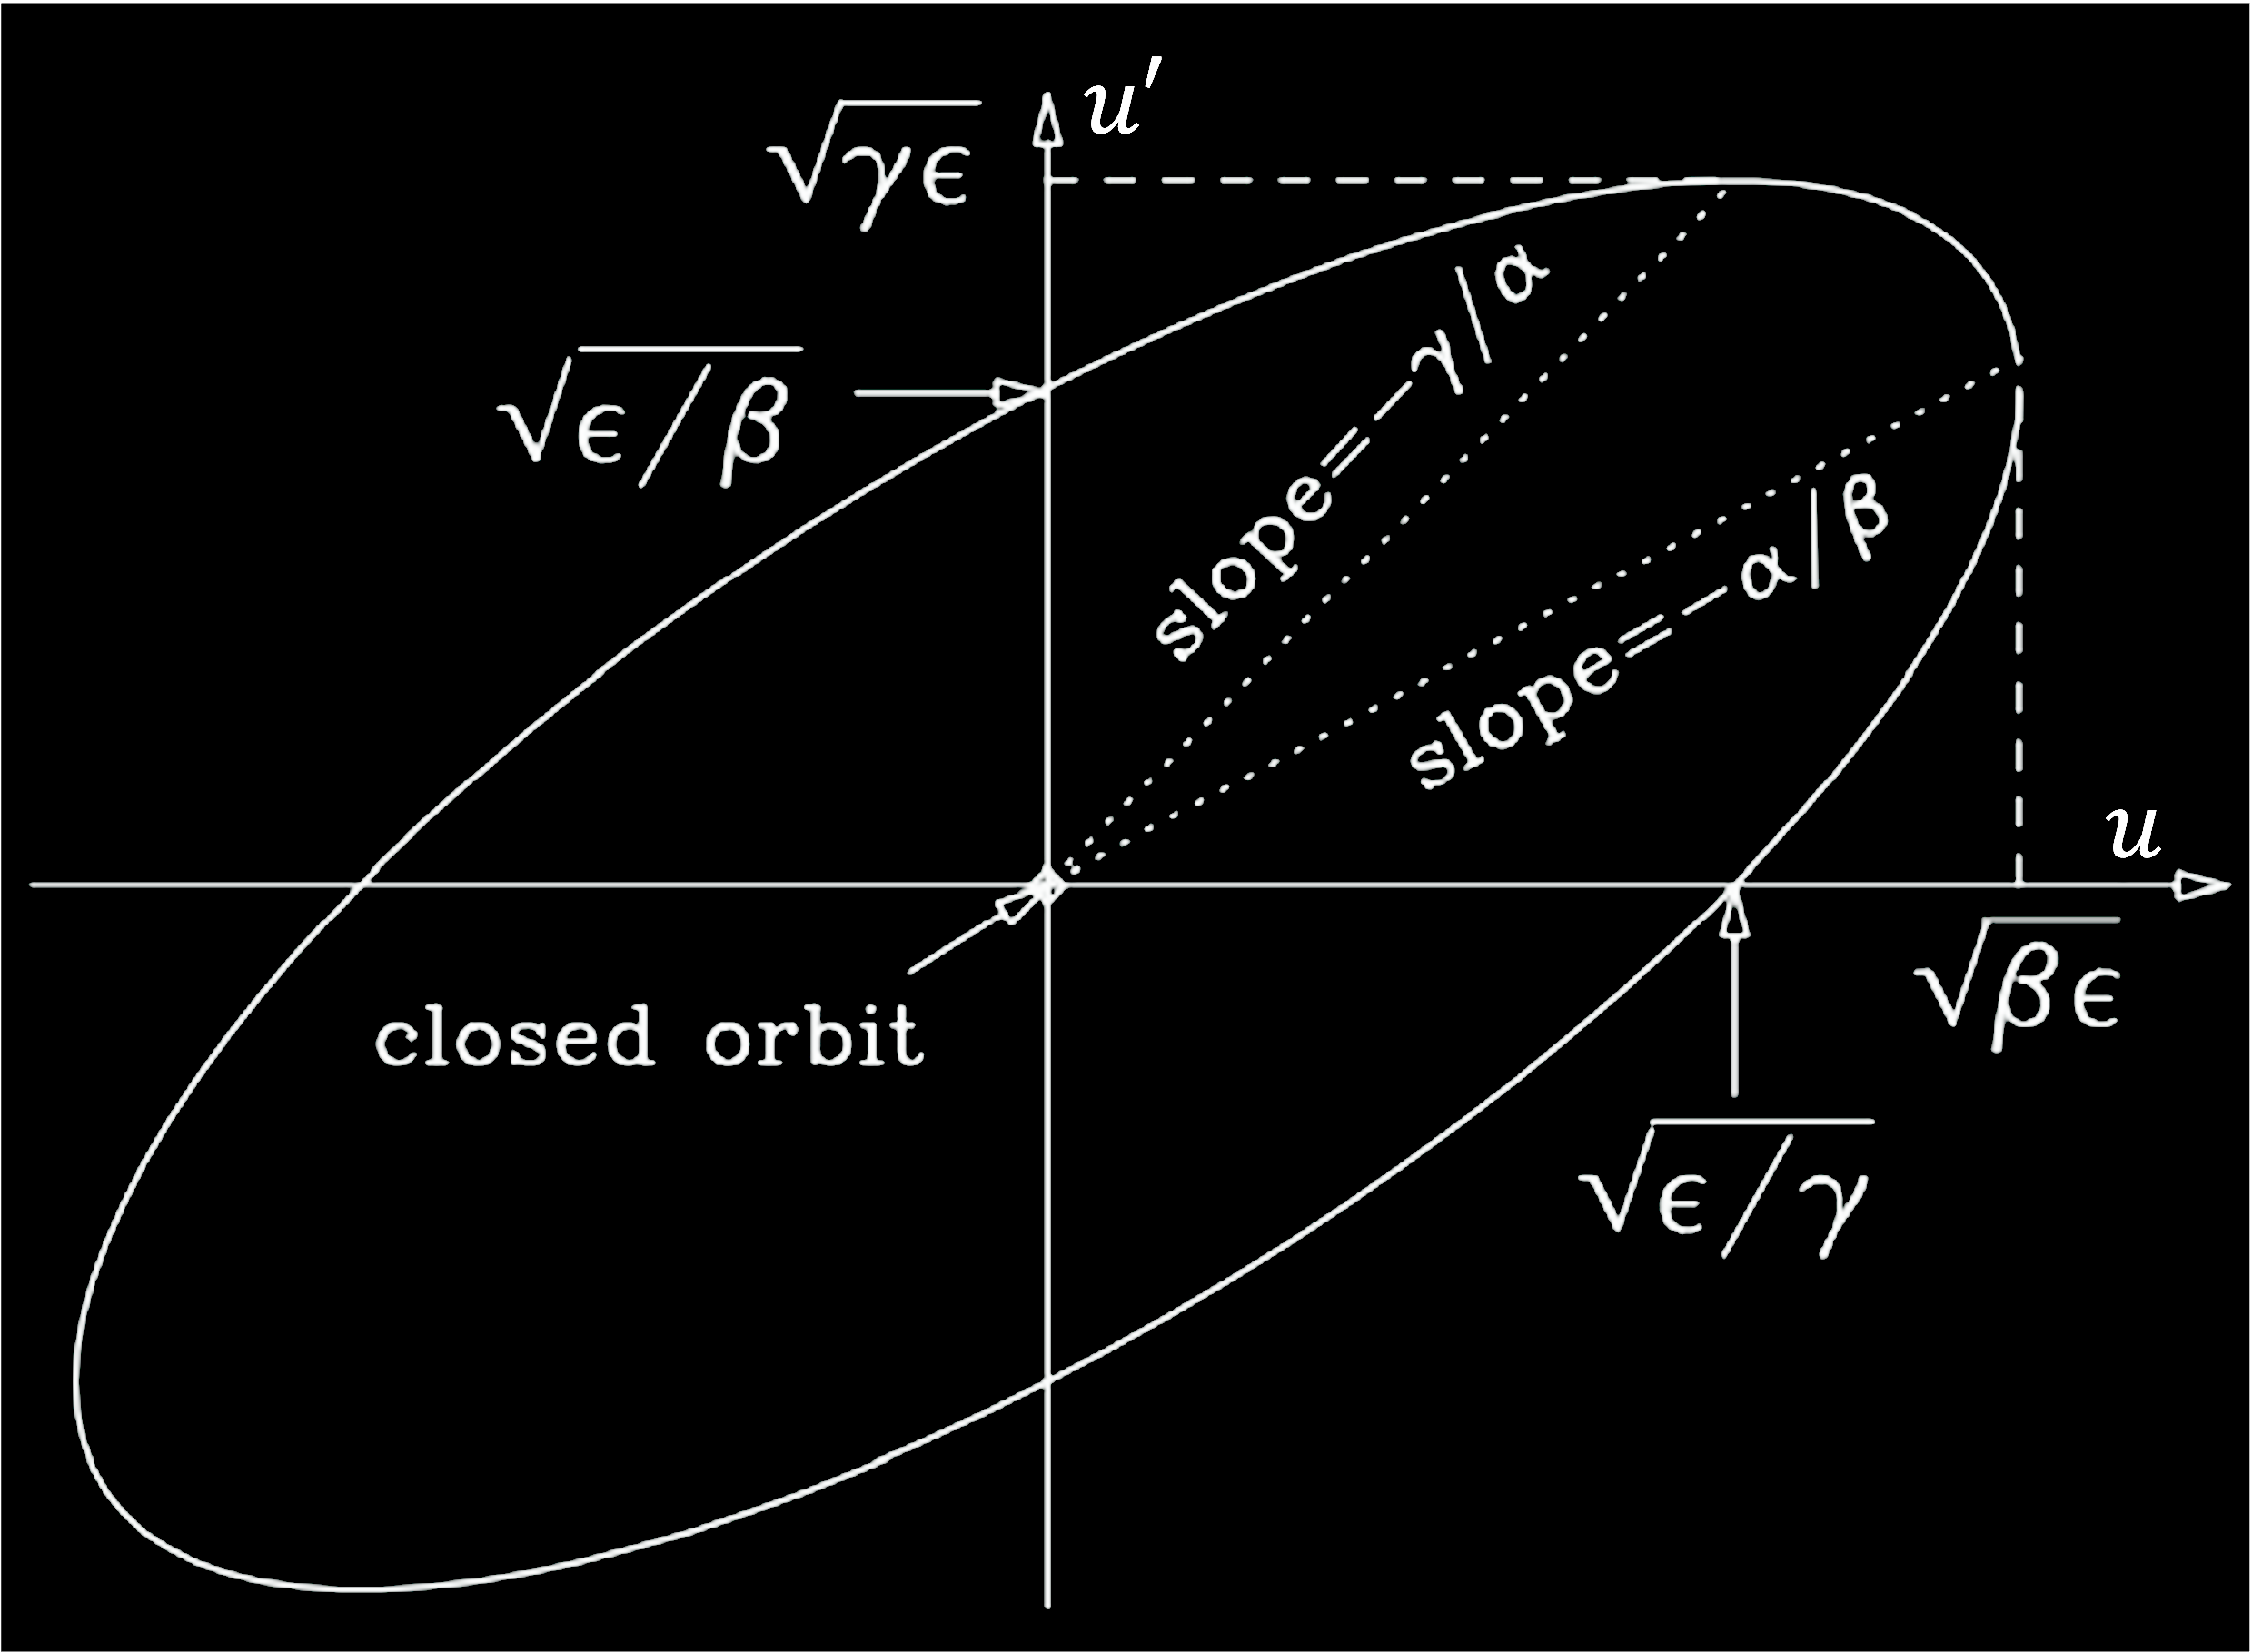 u′
√γϵ
√ϵ/β
slope=−γ/α
slope=−α/β
u
closed orbit
√βϵ
√ϵ/γ